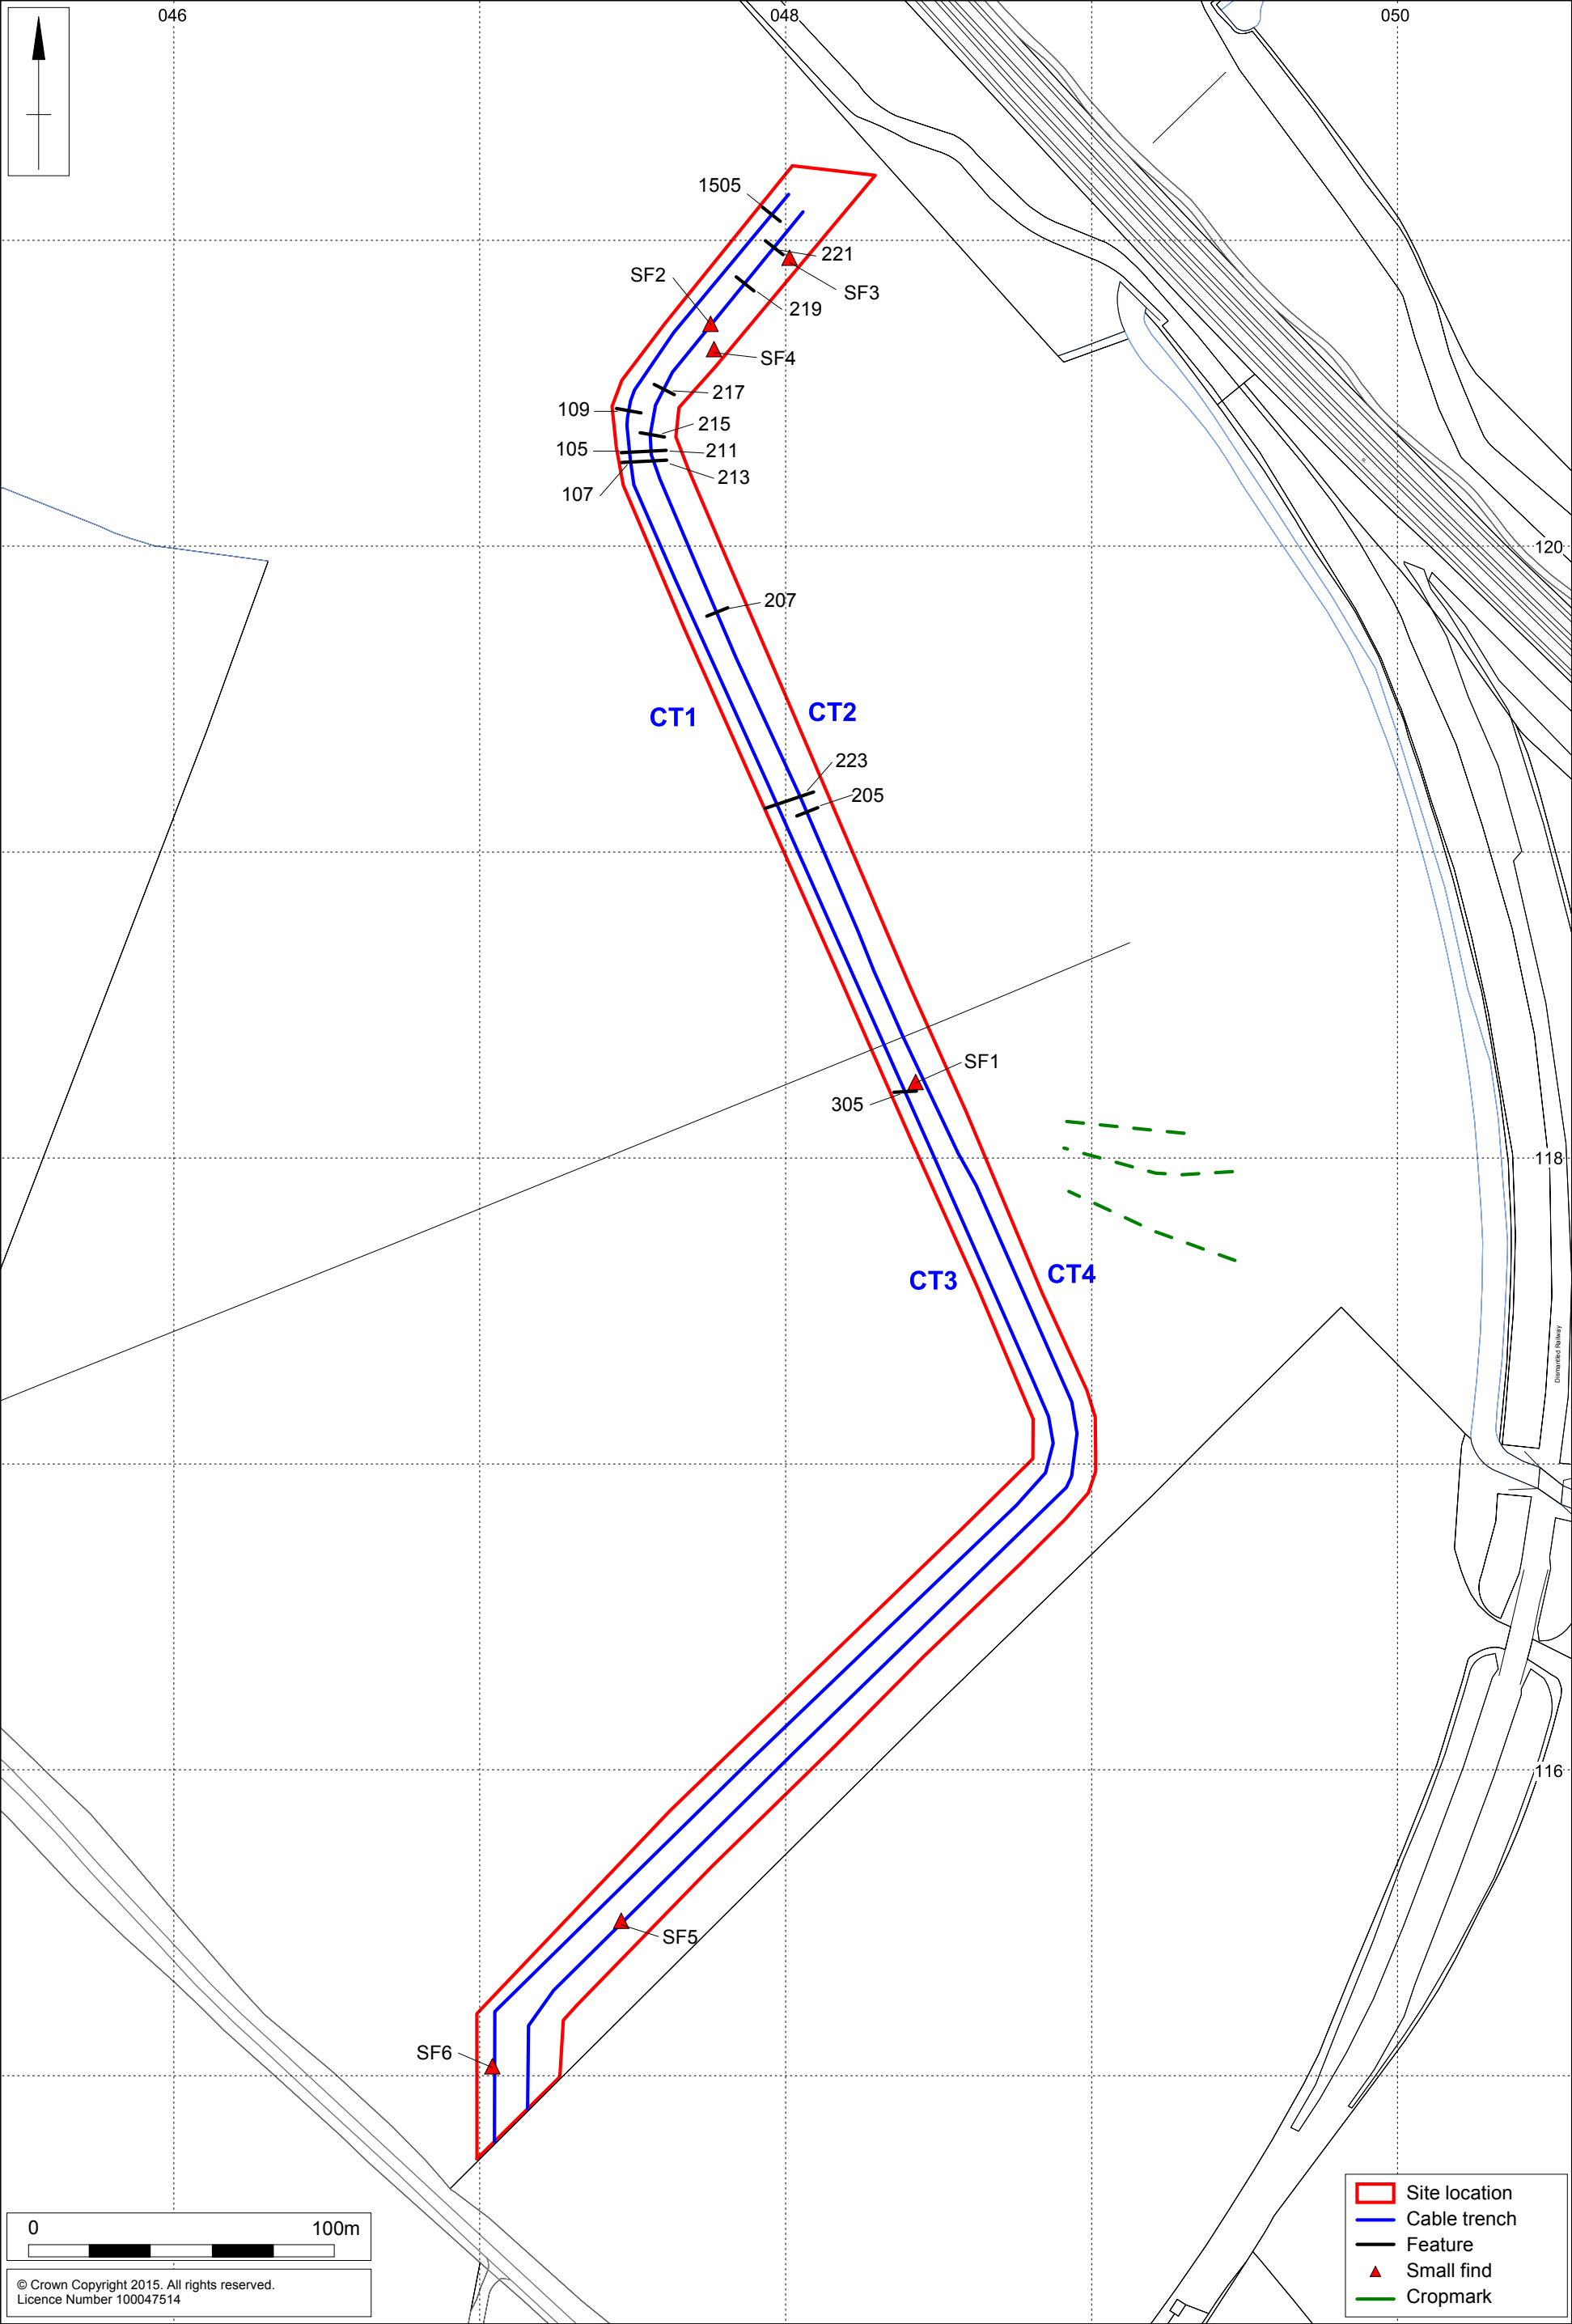 046
048
050
1505
221
SF2
SF3
219
SF4
217
109
215
105
211
213
107
120
207
CT1
CT2
223
205
SF1
305
118
CT3
CT4
Dismantled Railway
116
SF5
SF6
Site location
Cable trench
Feature
Small find
Cropmark
0 100m
© Crown Copyright 2015. All rights reserved.
Licence Number 100047514